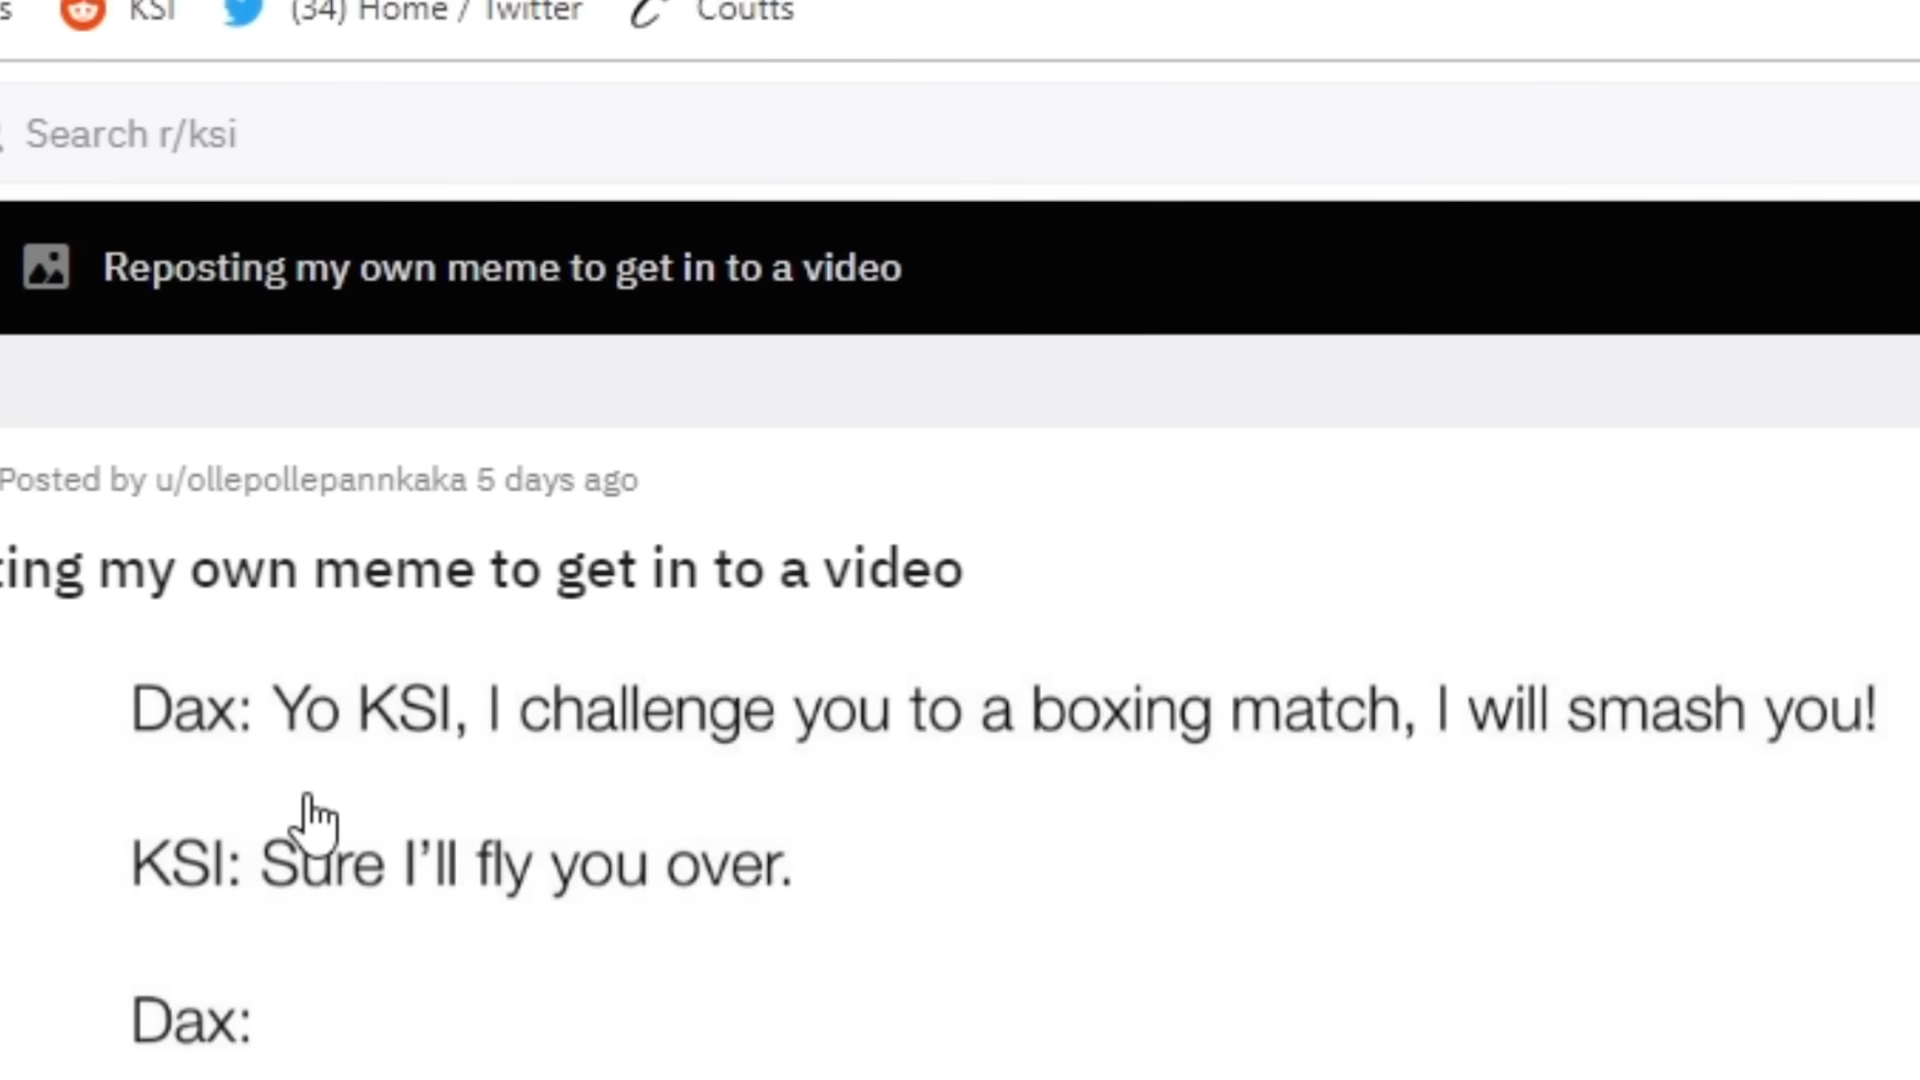 s KSI (34) Home / Twitter Coutts
Search r/ksi
Reposting my own meme to get in to a video
Posted by u/ollepollepannkaka 5 days ago
ting my own meme to get in to a video
Dax: Yo KSI, I challenge you to a boxing match, I will smash you!
KSI: Sure I’ll fly you over.
Dax: